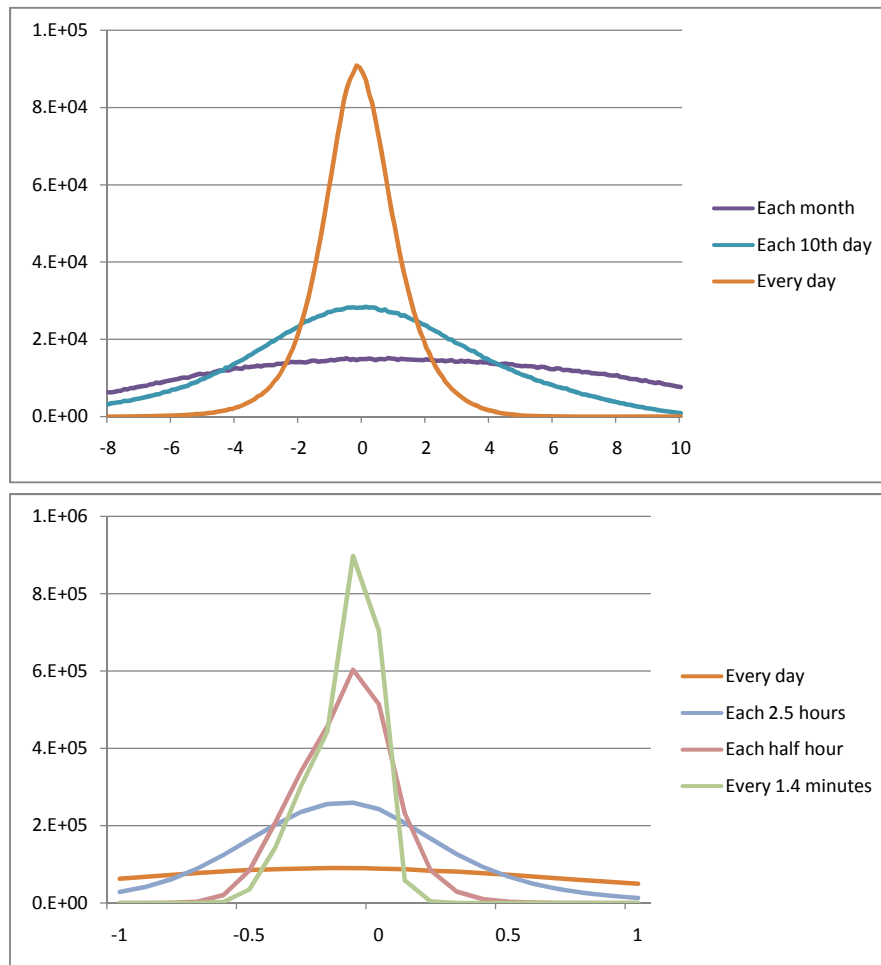 1.E+05
8.E+04
6.E+04
4.E+04
2.E+04
0.E+00
-8 -6 -4 -2 0 2 4 6 8 10
Each month
Each 10th day
Every day
1.E+06
8.E+05
6.E+05
4.E+05
2.E+05
0.E+00
-1 -0.5 0 0.5 1
Every day
Each 2.5 hours
Each half hour
Every 1.4 minutes